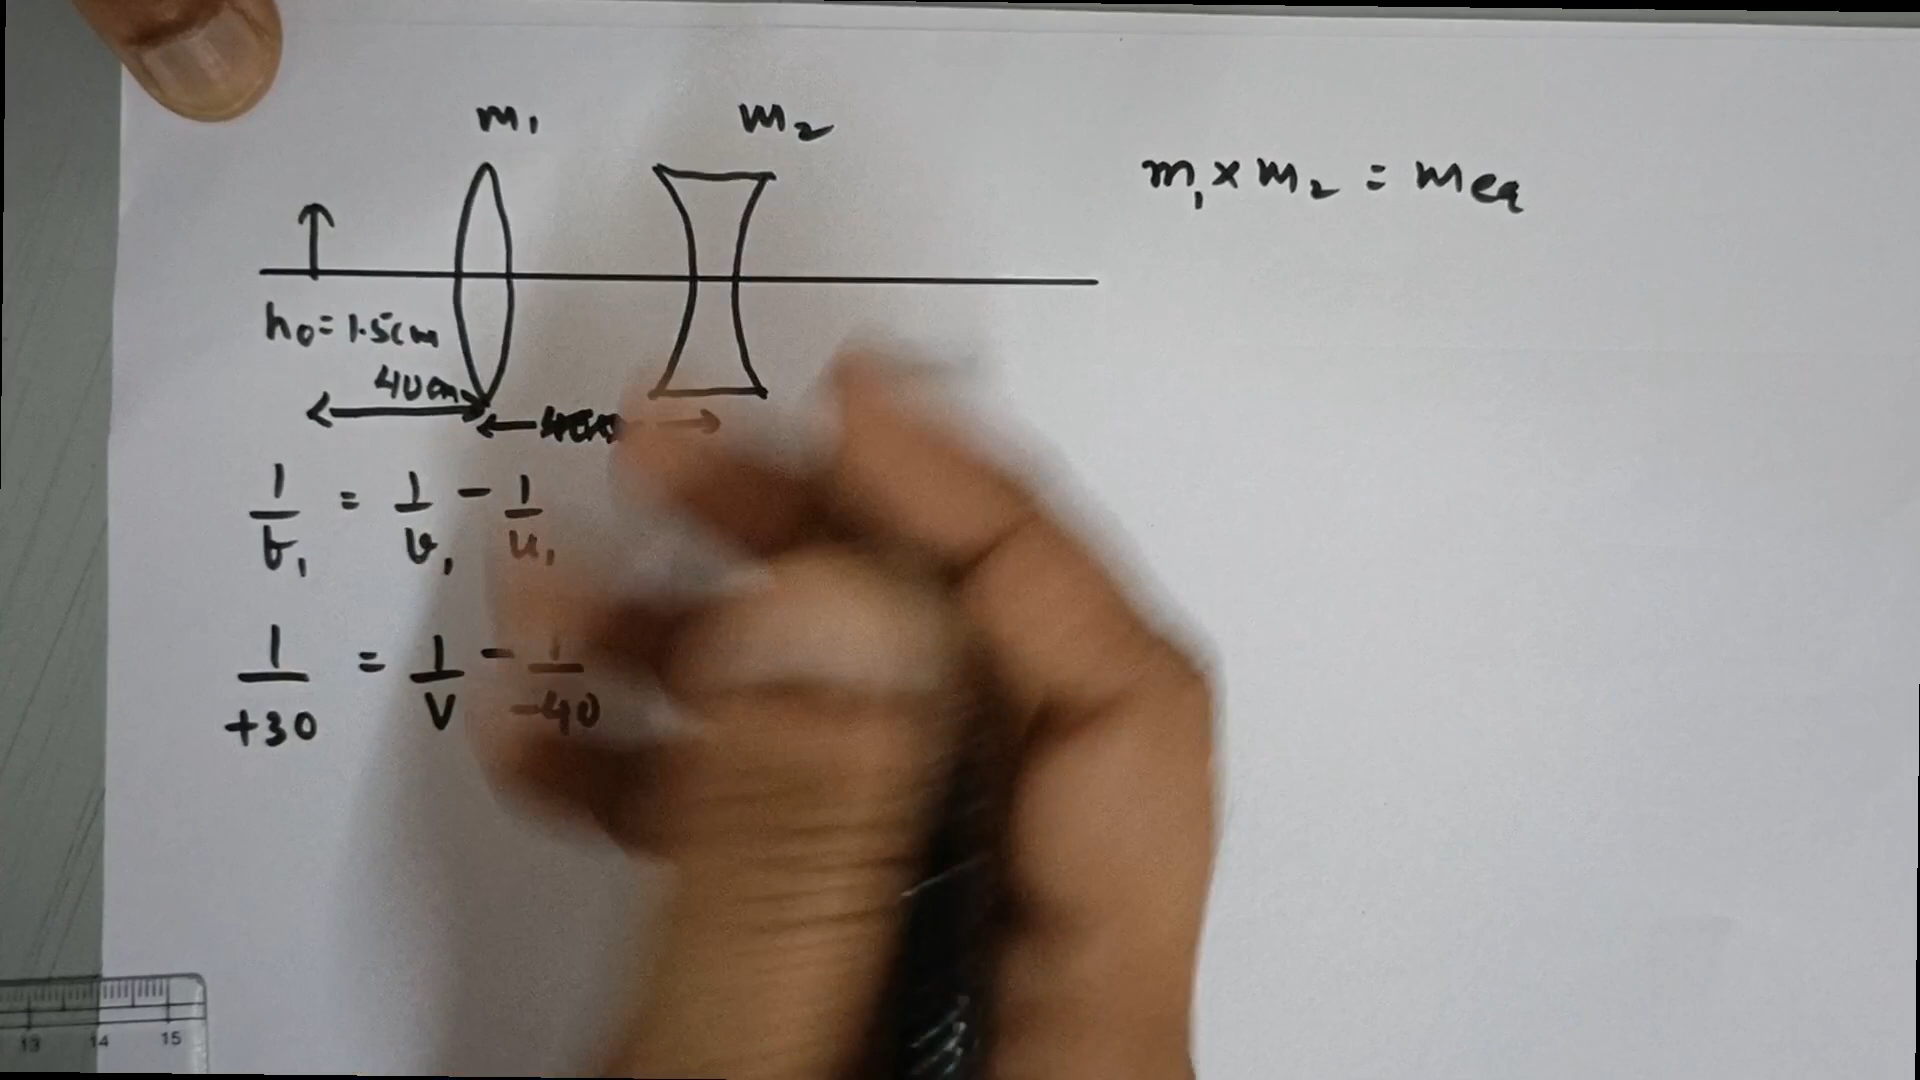 m₁ m₂
m₁ × m₂ = meq
h₀ = 1.5cm
40cm
1/f₁ = 1/v₁ - 1/u₁
1/+30 = 1/V - 1/-40
13 14 15